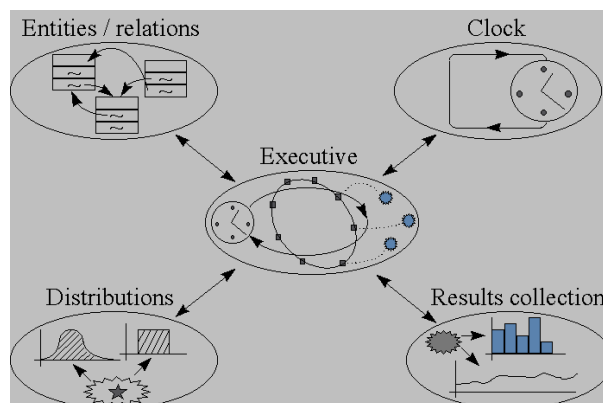 Entities / relations
Clock
Executive
Distributions
Results collection